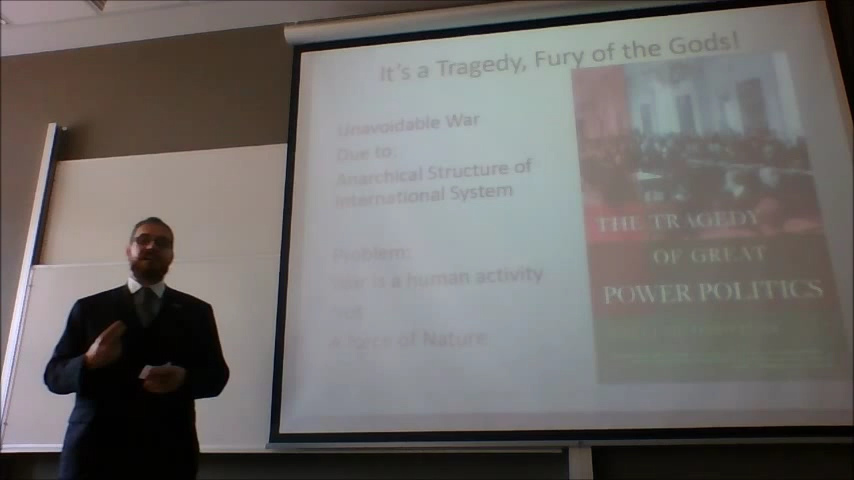 It's a Tragedy, Fury of the Gods!
Unavoidable War
Due to:
Anarchical Structure of
International System
Problem:
War is a human activity
not
A force of Nature
THE TRAGEDY
OF GREAT
POWER POLITICS